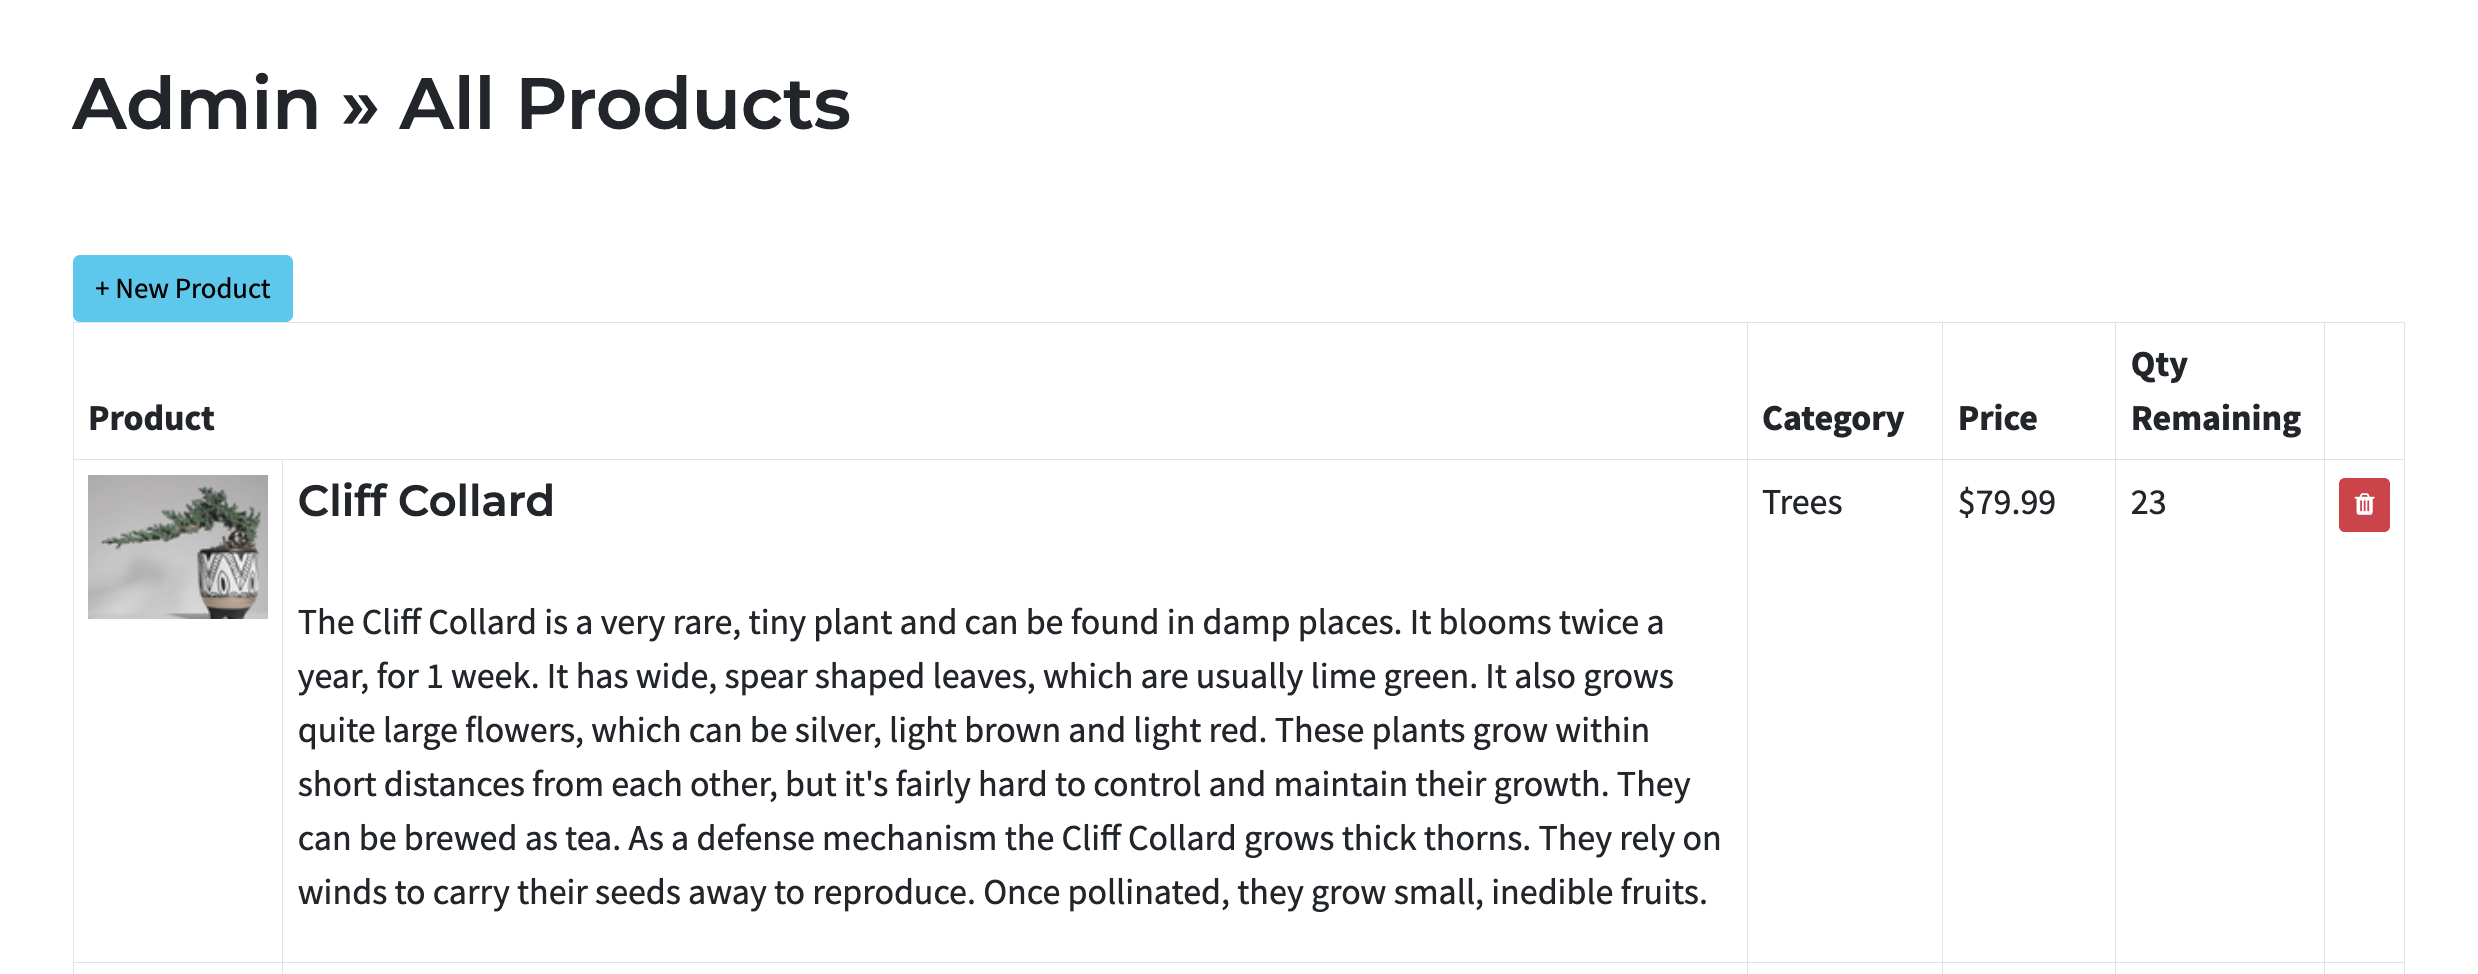 Admin » All Products
+ New Product
Product
Category
Price
Qty
Remaining
Cliff Collard
Trees
$79.99
23
The Cliff Collard is a very rare, tiny plant and can be found in damp places. It blooms twice a
year, for 1 week. It has wide, spear shaped leaves, which are usually lime green. It also grows
quite large flowers, which can be silver, light brown and light red. These plants grow within
short distances from each other, but it's fairly hard to control and maintain their growth. They
can be brewed as tea. As a defense mechanism the Cliff Collard grows thick thorns. They rely on
winds to carry their seeds away to reproduce. Once pollinated, they grow small, inedible fruits.